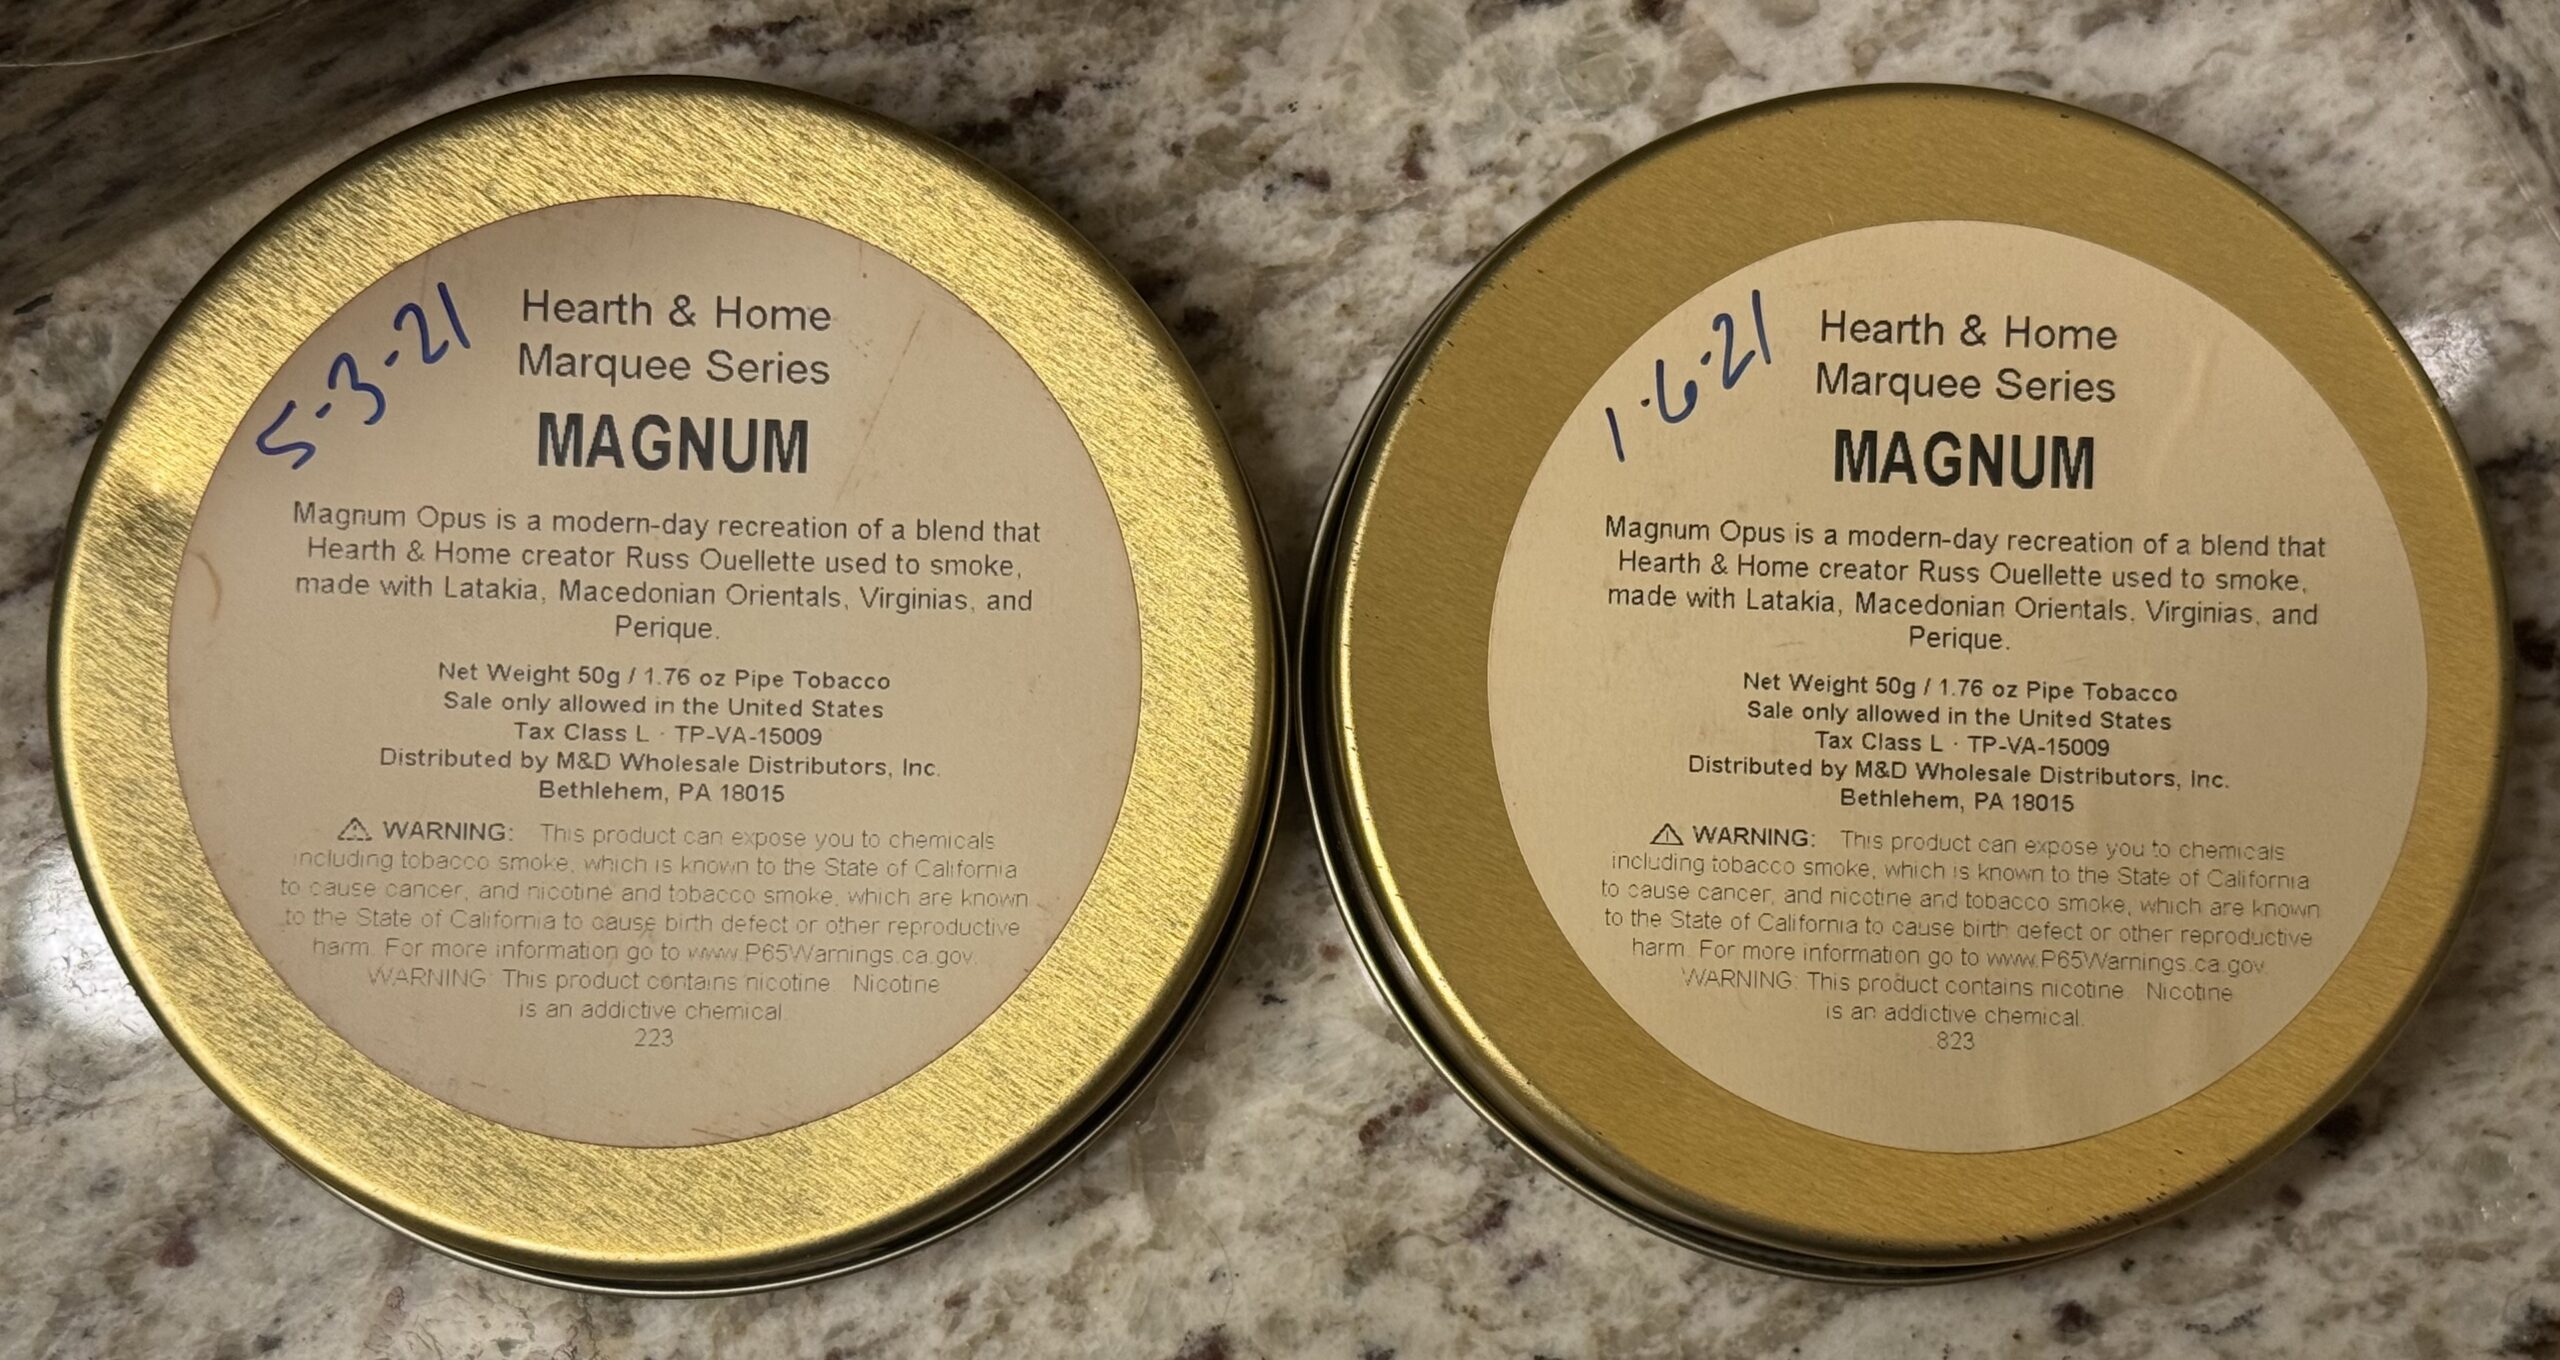 5-3-21
Hearth & Home
Marquee Series
MAGNUM
Magnum Opus is a modern-day recreation of a blend that
Hearth & Home creator Russ Ouellette used to smoke,
made with Latakia, Macedonian Orientals, Virginias, and
Perique.
Net Weight 50g / 1.76 oz Pipe Tobacco
Sale only allowed in the United States
Tax Class L · TP-VA-15009
Distributed by M&D Wholesale Distributors, Inc.
Bethlehem, PA 18015
⚠ WARNING: This product can expose you to chemicals
including tobacco smoke, which is known to the State of California
to cause cancer, and nicotine and tobacco smoke, which are known
to the State of California to cause birth defect or other reproductive
harm. For more information go to www.P65Warnings.ca.gov.
WARNING: This product contains nicotine. Nicotine
is an addictive chemical.
223
1-6-21
Hearth & Home
Marquee Series
MAGNUM
Magnum Opus is a modern-day recreation of a blend that
Hearth & Home creator Russ Ouellette used to smoke,
made with Latakia, Macedonian Orientals, Virginias, and
Perique.
Net Weight 50g / 1.76 oz Pipe Tobacco
Sale only allowed in the United States
Tax Class L · TP-VA-15009
Distributed by M&D Wholesale Distributors, Inc.
Bethlehem, PA 18015
⚠ WARNING: This product can expose you to chemicals
including tobacco smoke, which is known to the State of California
to cause cancer, and nicotine and tobacco smoke, which are known
to the State of California to cause birth defect or other reproductive
harm. For more information go to www.P65Warnings.ca.gov.
WARNING: This product contains nicotine. Nicotine
is an addictive chemical.
823